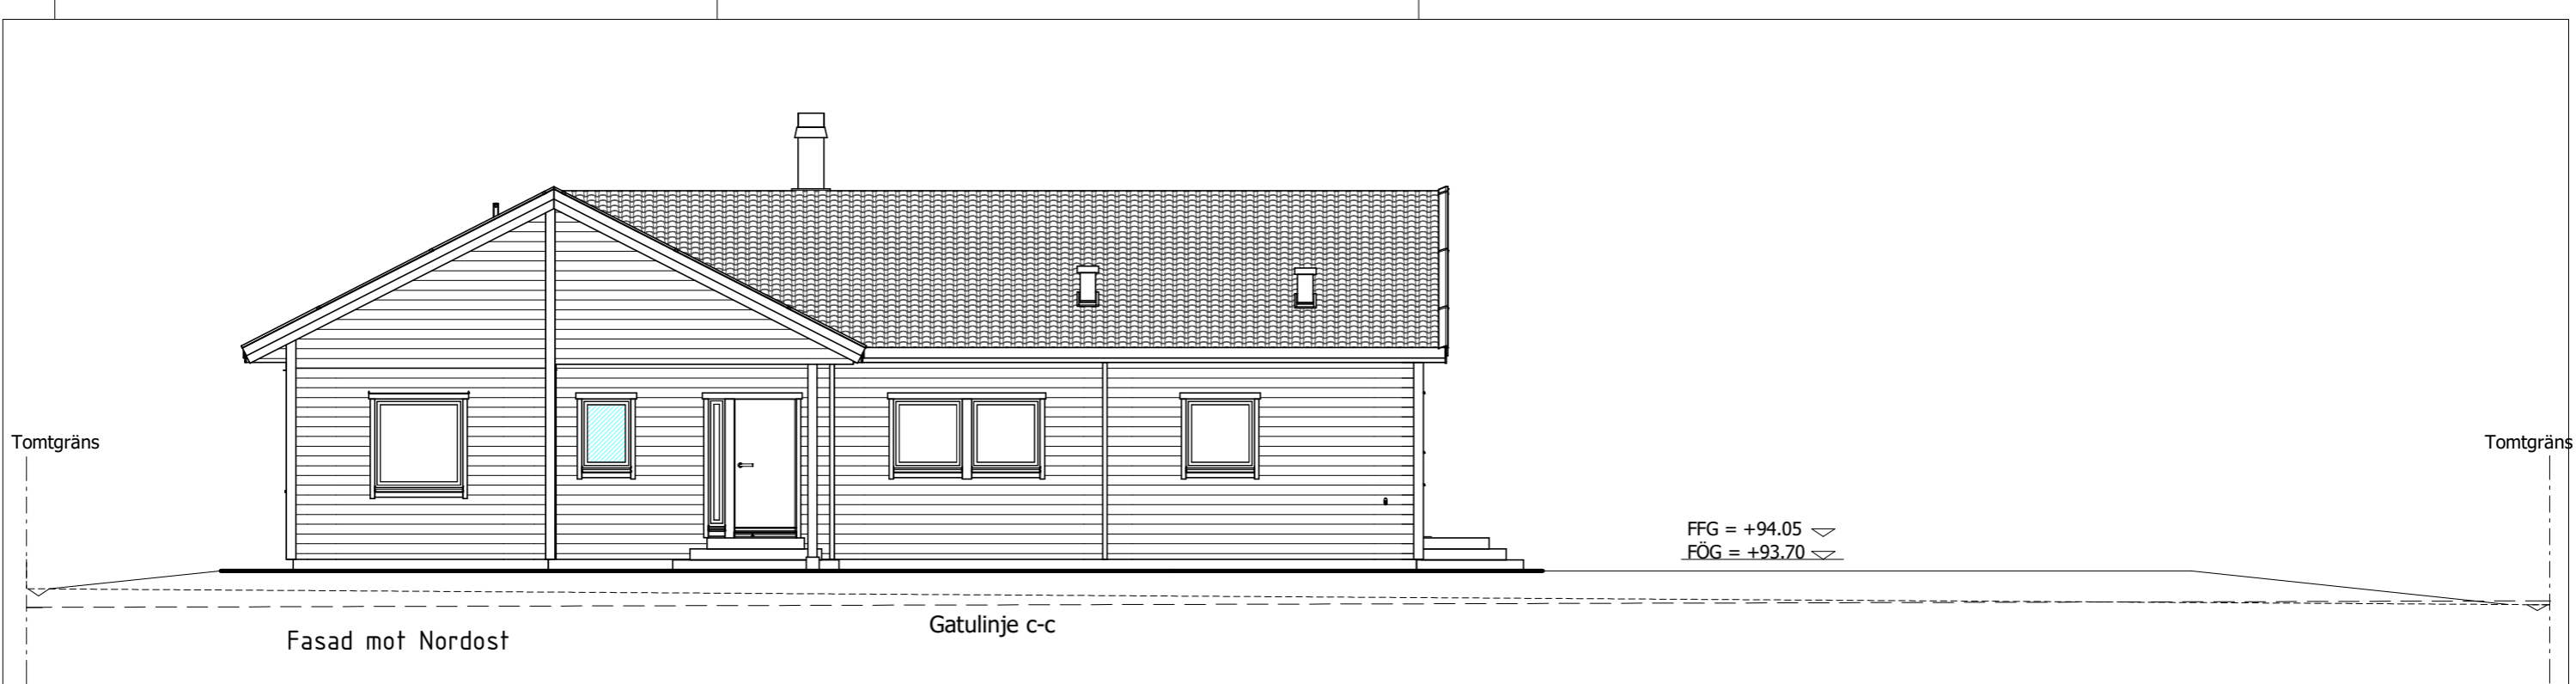 Tomtgräns
Tomtgräns
FFG = +94.05
FÖG = +93.70
Gatulinje c-c
Fasad mot Nordost